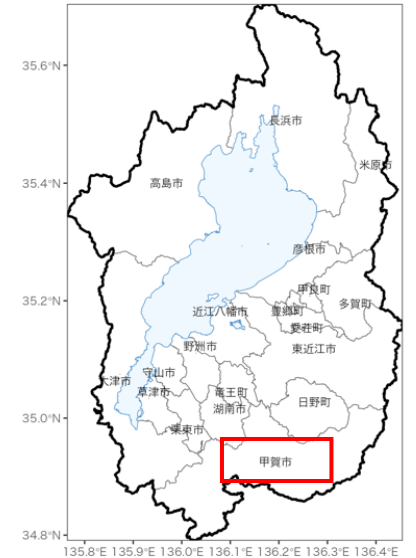 35.6°N
35.4°N
35.2°N
35.0°N
34.8°N
長浜市
米原市
高島市
彦根市
甲良町
多賀町
近江八幡市
豊郷町
愛荘町
東近江市
野洲市
守山市
大津市
草津市
竜王町
湖南市
日野町
栗東市
甲賀市
135.8°E
135.9°E
136.0°E
136.1°E
136.2°E
136.3°E
136.4°E